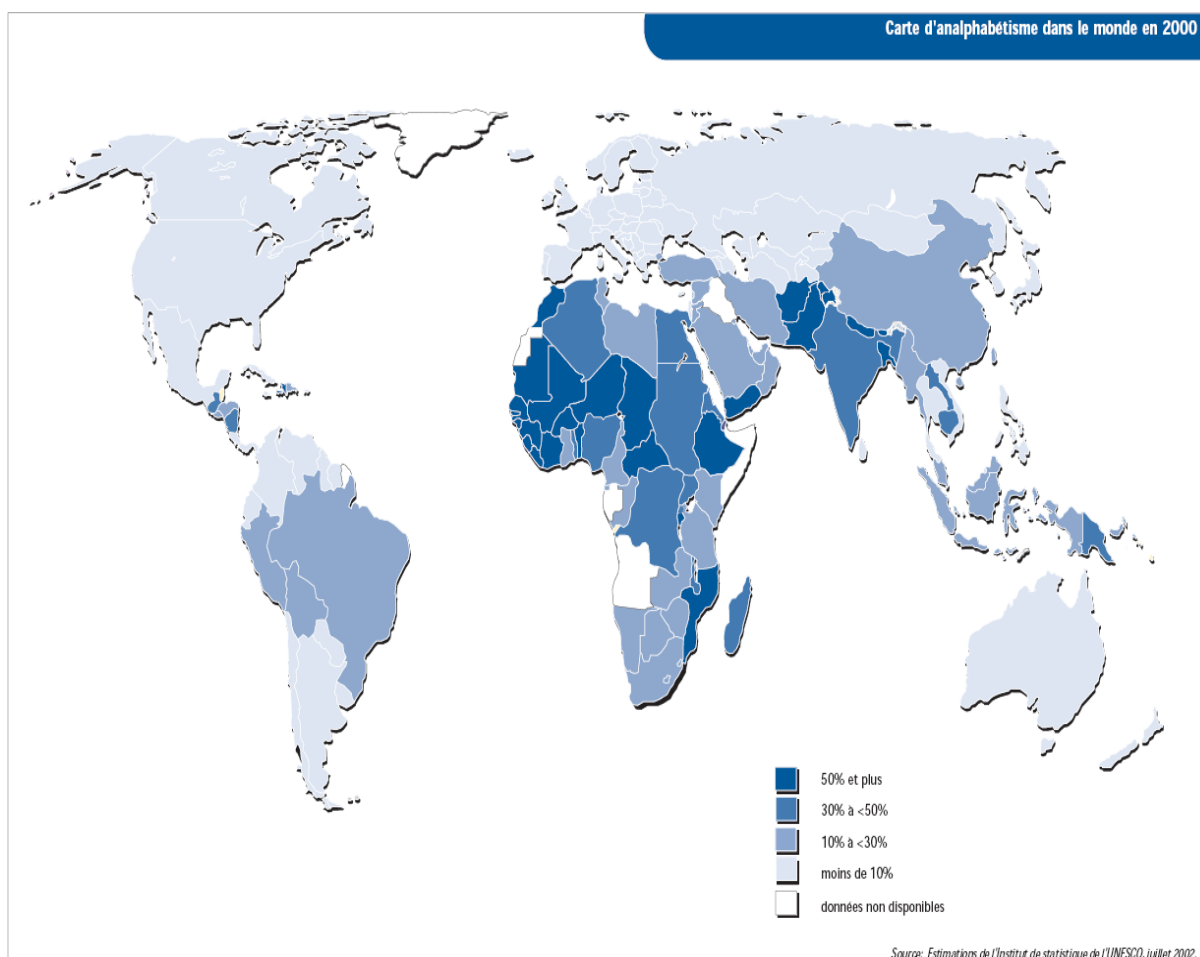 Carte d'analphabétisme dans le monde en 2000
50% et plus
30% à <50%
10% à <30%
moins de 10%
données non disponibles
Source: Estimations de l'Institut de statistique de l'UNESCO, juillet 2002.